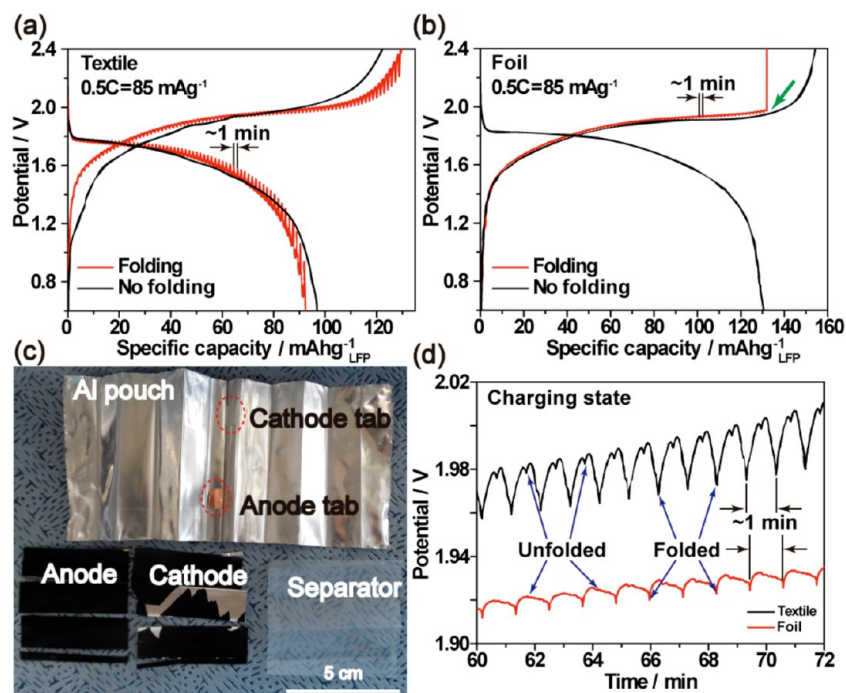 (a)
Textile
0.5C=85 mAg⁻¹
~1 min
Folding
No folding
Potential / V
2.4
2.0
1.6
1.2
0.8
0 20 40 60 80 100 120
Specific capacity / mAhg⁻¹LFP
(b)
Foil
0.5C=85 mAg⁻¹
~1 min
Folding
No folding
Potential / V
2.4
2.0
1.6
1.2
0.8
0 20 40 60 80 100 120 140 160
Specific capacity / mAhg⁻¹LFP
(c)
Al pouch
Cathode tab
Anode tab
Anode
Cathode
Separator
5 cm
(d)
Charging state
~1 min
Unfolded
Folded
Textile
Foil
Potential / V
2.02
1.98
1.94
1.90
60 62 64 66 68 70 72
Time / min